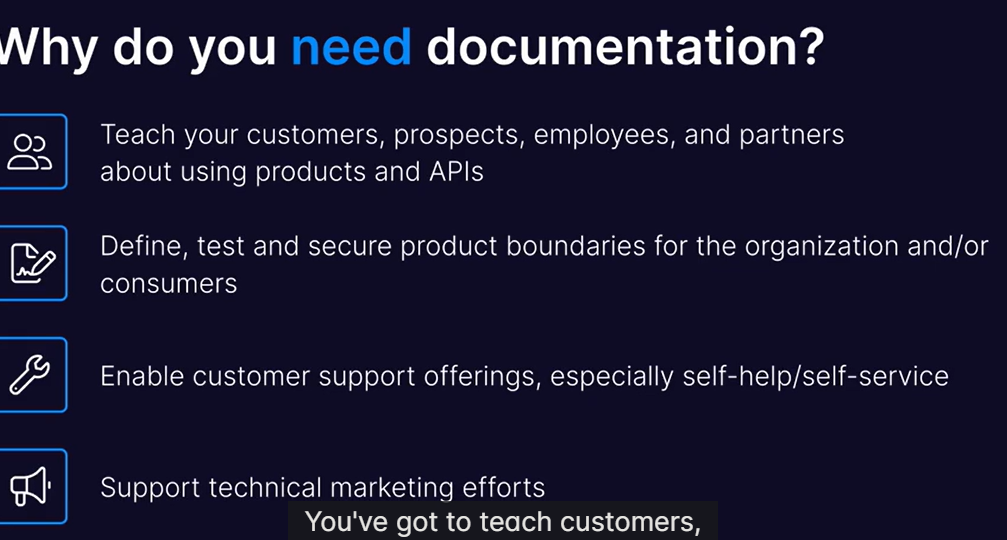 Why do you need documentation?
Teach your customers, prospects, employees, and partners
about using products and APIs
Define, test and secure product boundaries for the organization and/or
consumers
Enable customer support offerings, especially self-help/self-service
Support technical marketing efforts
You've got to teach customers,